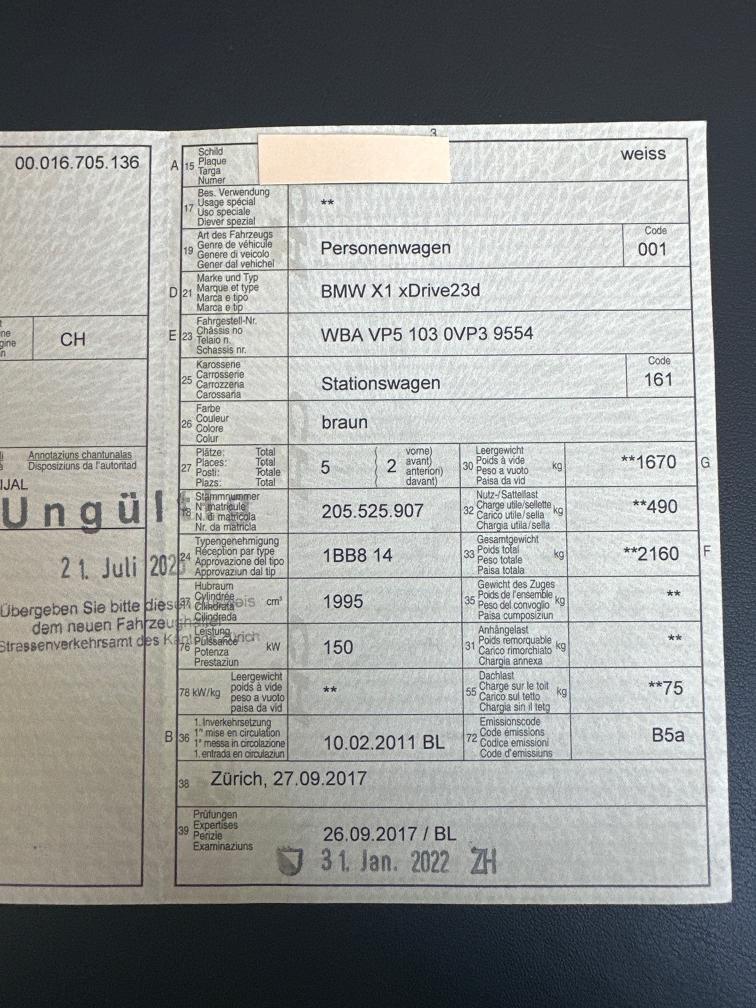 00.016.705.136
CH
Annotaziuns chantunalas
Disposiziuns da l'autoritad
IJAL
Ungül
21. Juli
Übergeben Sie bitte diesen
dem neuen
Strassenverkehrsamt des Kantons Zürich
3
A 15 Schild
Plaque
Targa
Numer
weiss
17 Bes. Verwendung
Usage spécial
Uso speciale
Diever spezial
**
19 Art des Fahrzeugs
Genre de véhicule
Genere di veicolo
Gener dal vehichel
Personenwagen
Code
001
D 21 Marke und Typ
Marque et type
Marca e tipo
Marca e tip
BMW X1 xDrive23d
E 23 Fahrgestell-Nr.
Châssis no
Telaio n.
Schassis nr.
WBA VP5 103 0VP3 9554
25 Karosserie
Carrosserie
Carrozzeria
Carossaria
Stationswagen
Code
161
26 Farbe
Couleur
Colore
Colur
braun
27 Plätze: Total
Places: Total
Posti: Totale
Plazs: Total
5
2
vorne)
avant)
anteriori)
davant)
30 Leergewicht
Poids à vide
Peso a vuoto
Paisa da vid
kg
**1670
G
18 Stammnummer
N° matricule
N. di matricola
Nr. da matricla
205.525.907
32 Nutz-/Sattellast
Charge utile/sellette
Carico utile/sella
Chargia utila/sella
kg
**490
24 Typengenehmigung
Réception par type
Approvazione del tipo
Approvaziun dal tip
1BB8 14
33 Gesamtgewicht
Poids total
Peso totale
Paisa totala
kg
**2160
F
37 Hubraum
Cylindrée
Cilindrata
Cilindrada
cm³
1995
35 Gewicht des Zuges
Poids de l'ensemble
Peso del convoglio
Paisa cumposiziun
kg
**
76 Leistung
Puissance
Potenza
Prestaziun
kW
150
31 Anhängelast
Poids remorquable
Carico rimorchiato
Chargia annexa
kg
**
78 kW/kg
Leergewicht
poids à vide
peso a vuoto
paisa da vid
**
55 Dachlast
Charge sur le toit
Carico sul tetto
Chargia sin il tetg
kg
**75
B 36 1.Inverkehrsetzung
1re mise en circulation
1a messa in circolazione
1. entrada en circulaziun
10.02.2011 BL
72 Emissionscode
Code émissions
Codice emissioni
Code d'emissiuns
B5a
38 Zürich, 27.09.2017
39 Prüfungen
Expertises
Perizie
Examinaziuns
26.09.2017 / BL
31. Jan. 2022 ZH